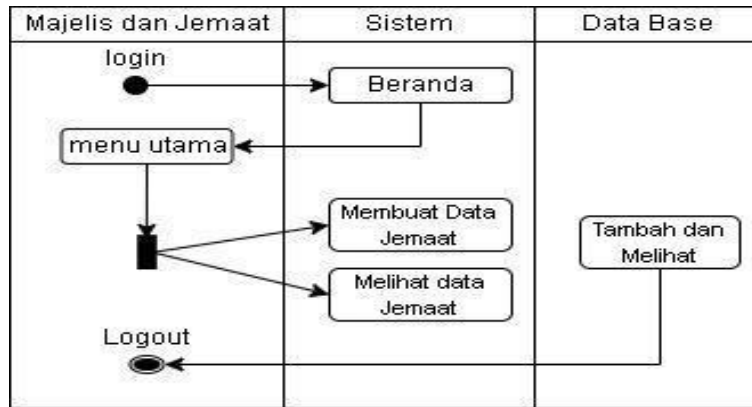 Majelis dan Jemaat
Sistem
Data Base
login
Beranda
menu utama
Membuat Data
Jemaat
Tambah dan
Melihat
Melihat data
Jemaat
Logout